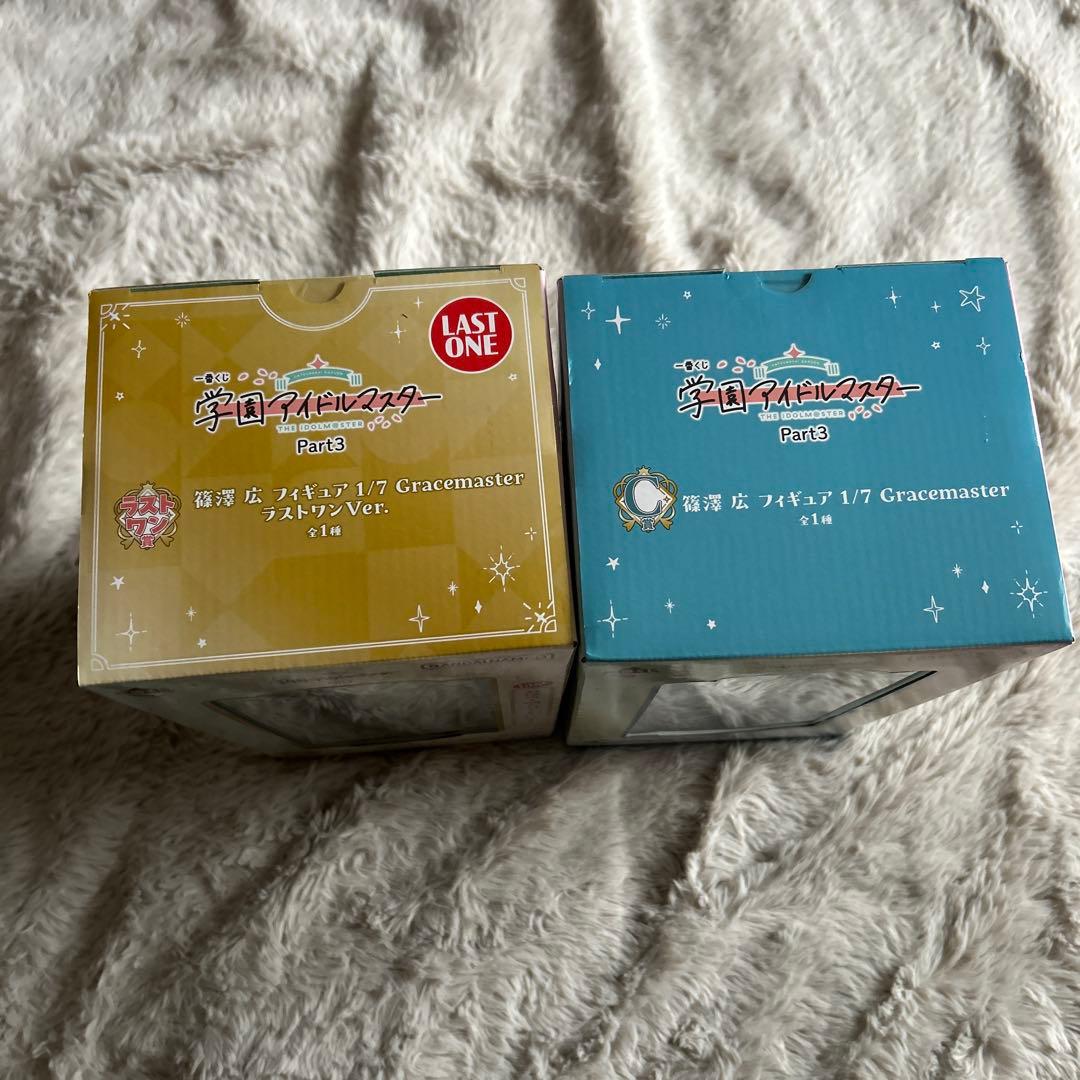 LAST
ONE
一番くじ
学園アイドルマスター
THE IDOLM@STER
Part3
ラスト
ワン
賞
篠澤 広 フィギュア 1/7 Gracemaster
ラストワンVer.
全1種
一番くじ
学園アイドルマスター
THE IDOLM@STER
Part3
C
賞
篠澤 広 フィギュア 1/7 Gracemaster
全1種